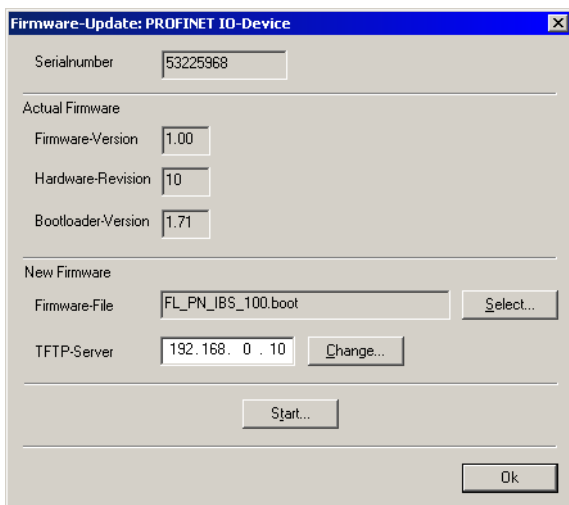 Firmware-Update: PROFINET IO-Device
Serialnumber 53225968
Actual Firmware
Firmware-Version 1.00
Hardware-Revision 10
Bootloader-Version 1.71
New Firmware
Firmware-File FL_PN_IBS_100.boot Select...
TFTP-Server 192.168. 0 . 10 Change...
Start...
Ok